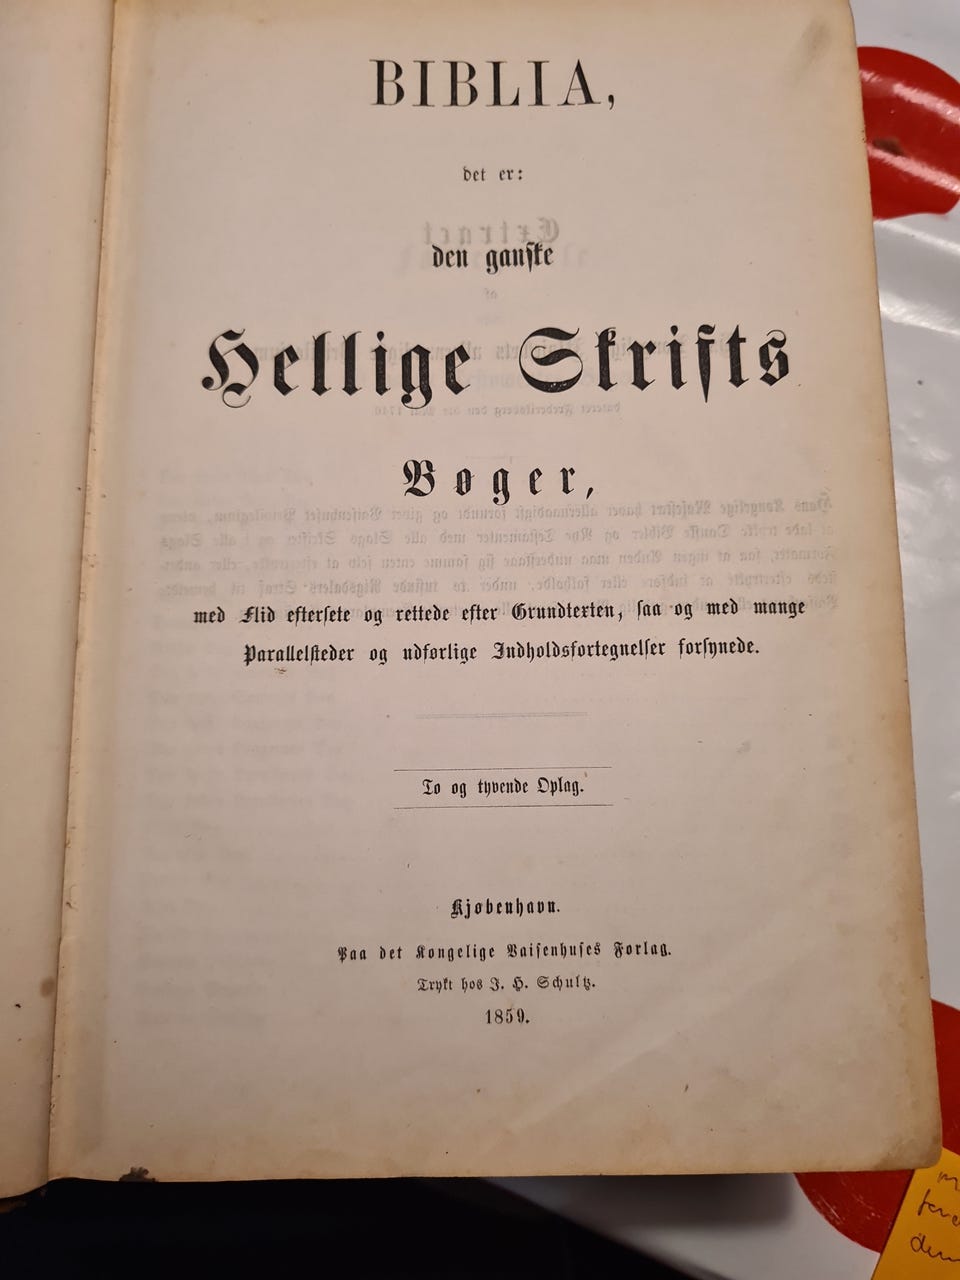 BIBLIA,
det er:
den ganske
Hellige Skrifts
Bøger,
med Flid eftersete og rettede efter Grundtexten, saa og med mange
Parallelsteder og udførlige Indholdsfortegnelser forsynede.
To og tyvende Oplag.
Kjøbenhavn.
Paa det Kongelige Vaisenhuses Forlag.
Trykt hos J. H. Schultz.
1859.